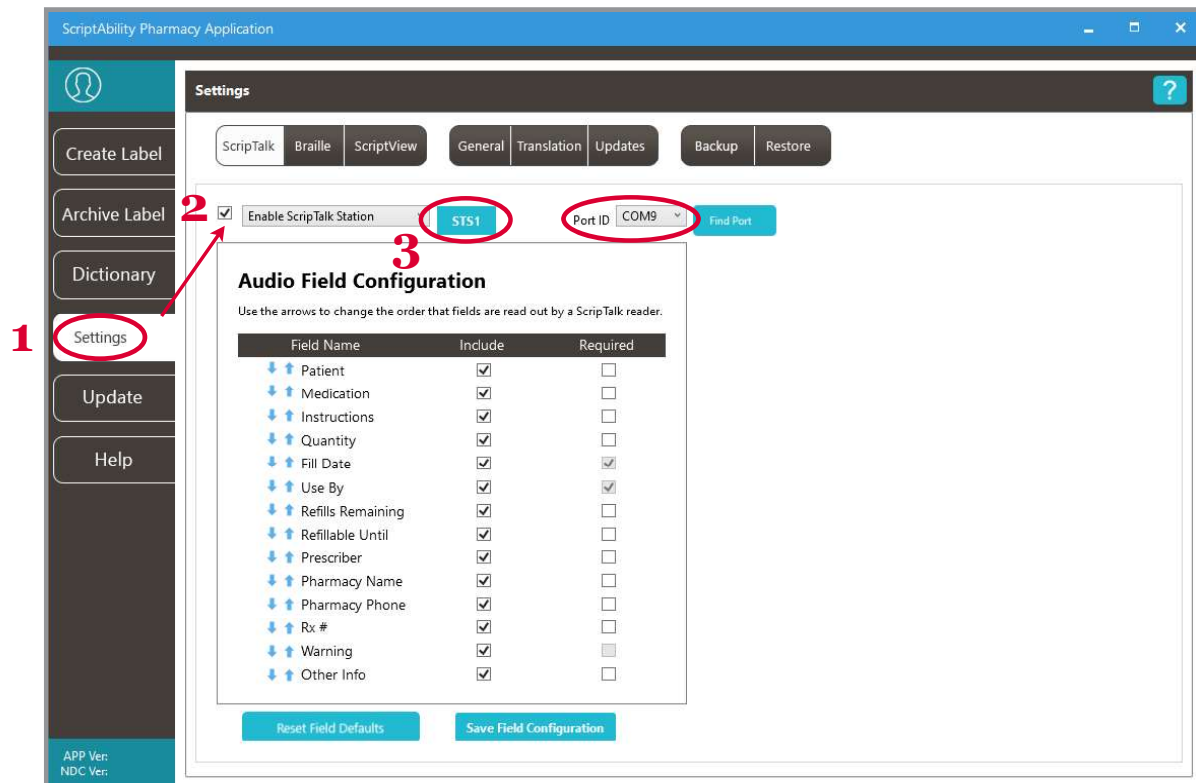 ScriptAbility Pharmacy Application
Settings
?
Create Label
Archive Label
Dictionary
1 Settings
Update
Help
APP Ver:
NDC Ver:
ScripTalk Braille ScriptView General Translation Updates Backup Restore
2 Enable ScripTalk Station STS1 Port ID COM9 Find Port
3
Audio Field Configuration
Use the arrows to change the order that fields are read out by a ScripTalk reader.
Field Name Include Required
Patient
Medication
Instructions
Quantity
Fill Date
Use By
Refills Remaining
Refillable Until
Prescriber
Pharmacy Name
Pharmacy Phone
Rx #
Warning
Other Info
Reset Field Defaults Save Field Configuration